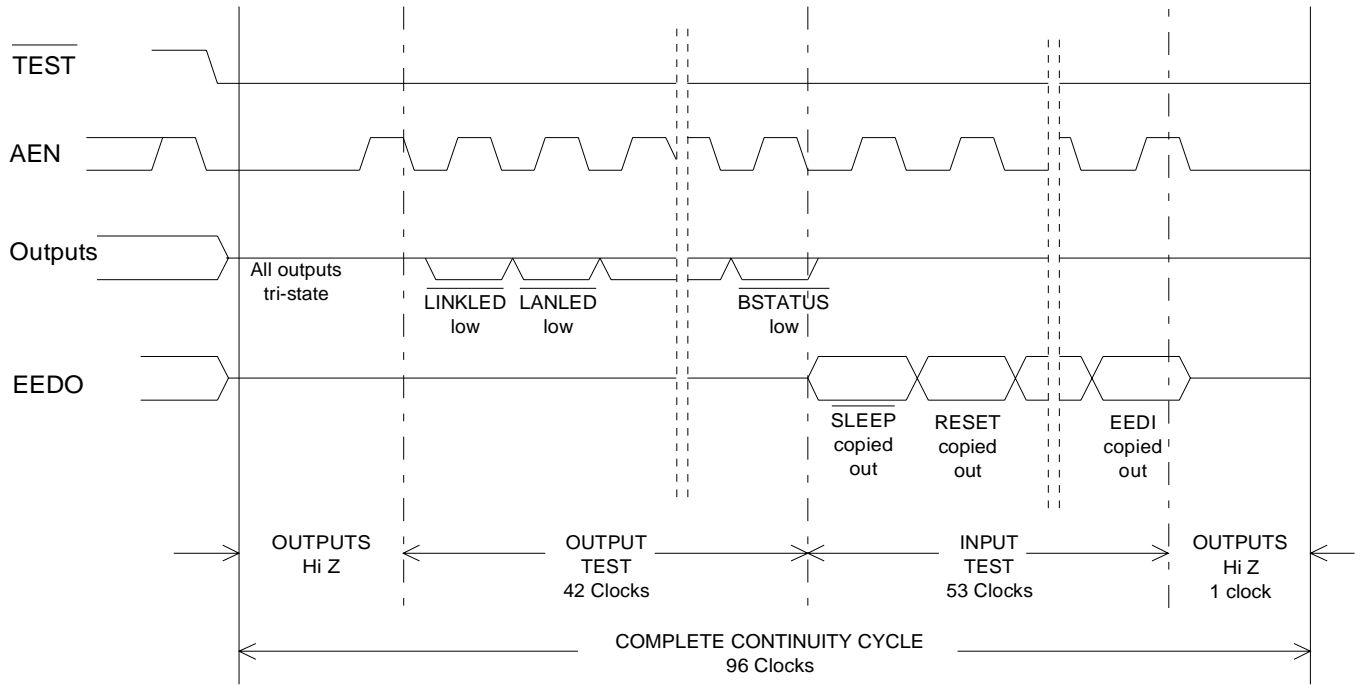 TEST
AEN
Outputs
All outputs
tri-state
LINKLED
low
LANLED
low
BSTATUS
low
EEDO
SLEEP
copied
out
RESET
copied
out
EEDI
copied
out
OUTPUTS
Hi Z
OUTPUT
TEST
42 Clocks
INPUT
TEST
53 Clocks
OUTPUTS
Hi Z
1 clock
COMPLETE CONTINUITY CYCLE
96 Clocks